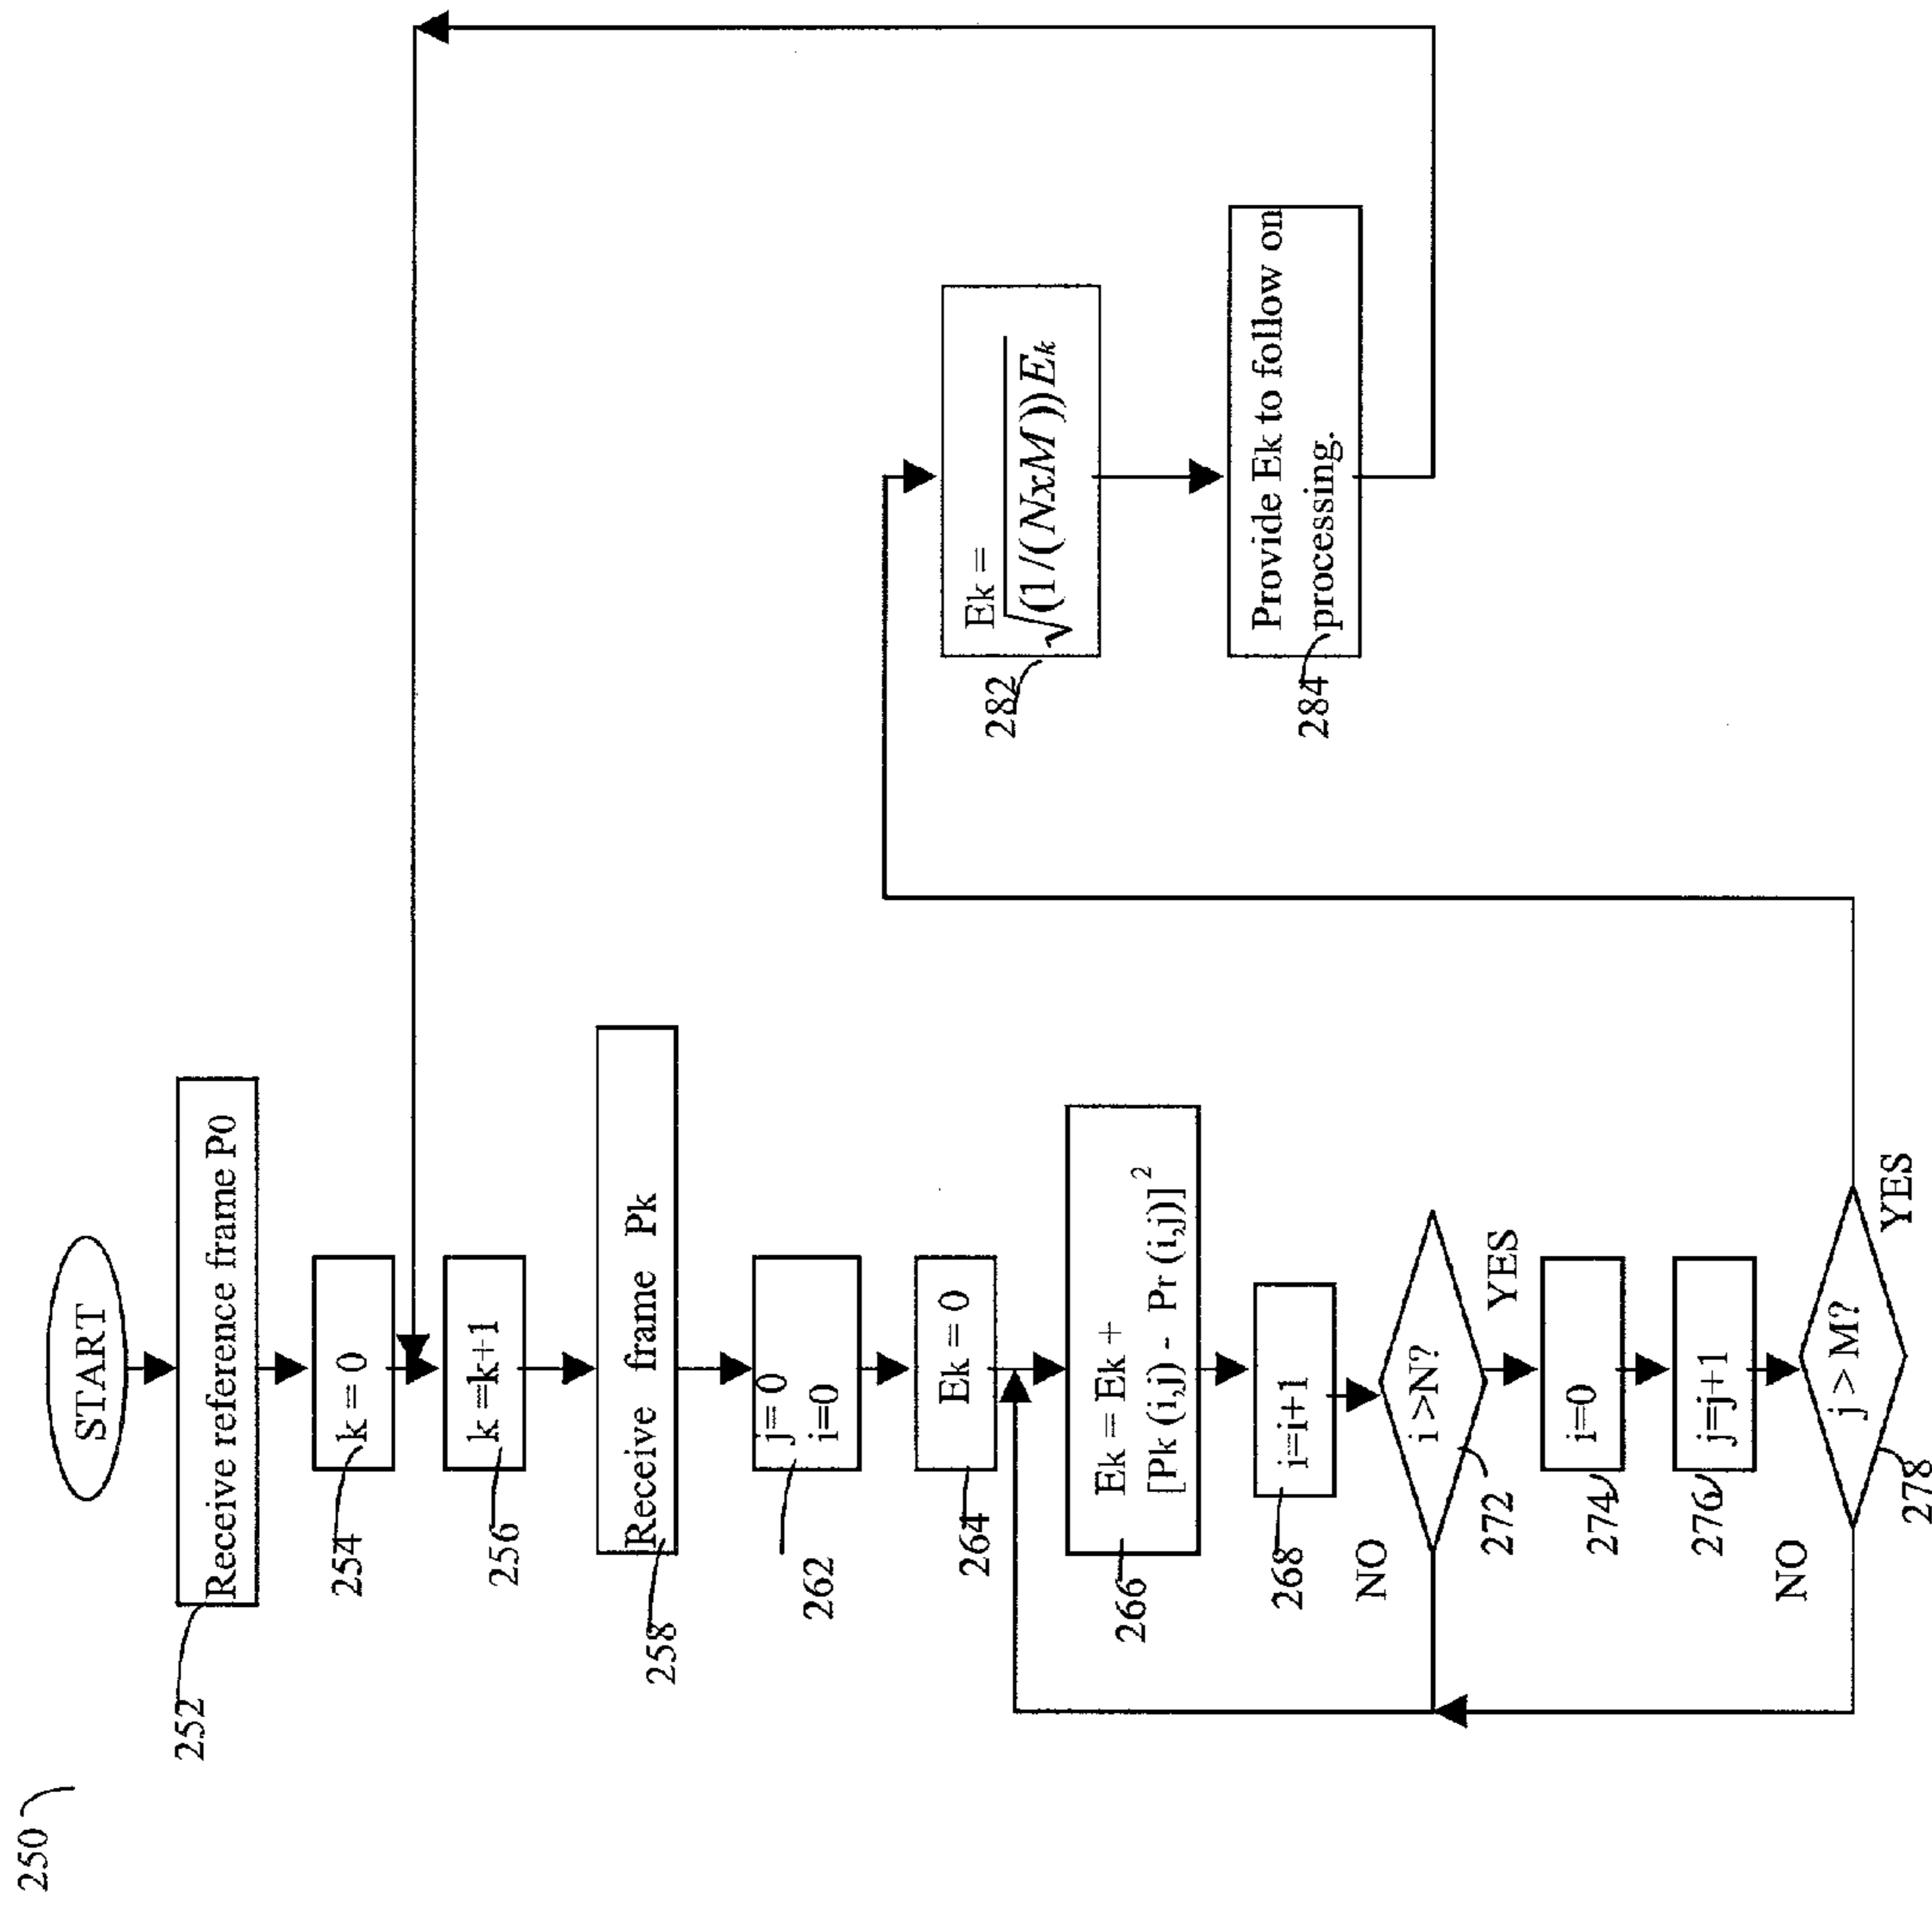 250
START
252
Receive reference frame P0
254
k = 0
256
k =k+1
258
Receive frame Pk
262
j= 0
i=0
264
Ek = 0
266
Ek = Ek +
[Pk (i,j) - Pr (i,j)]²
268
i=i+1
NO
i >N?
YES
272
274
i=0
276
j=j+1
NO
j > M?
YES
278
282
Ek =
√(1/(NxM))Ek
284
Provide Ek to follow on
processing.